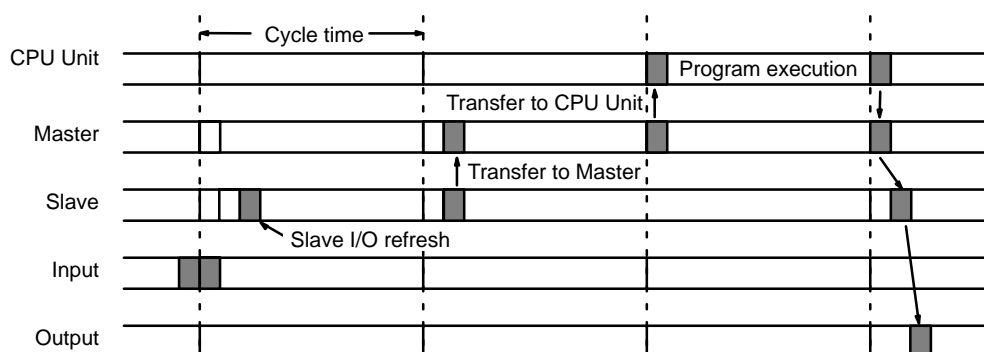 Cycle time
CPU Unit
Program execution
Transfer to CPU Unit
Master
Transfer to Master
Slave
Slave I/O refresh
Input
Output